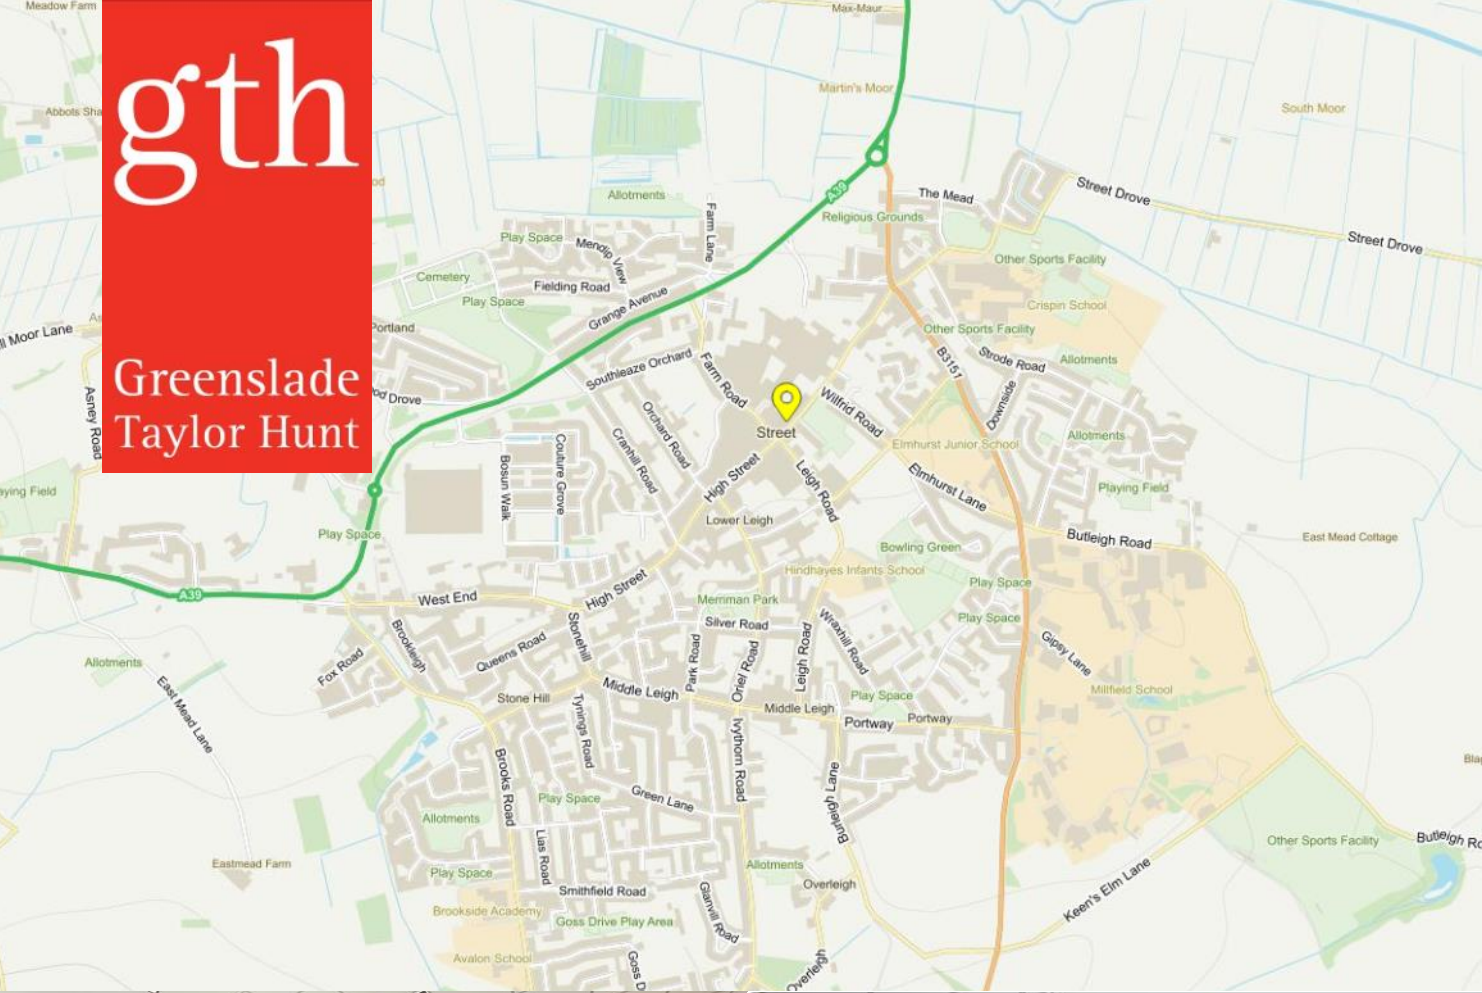 Meadow Farm
Max-Maur
gth
Greenslade
Taylor Hunt
Martin's Moor
South Moor
Abbots Sha
Allotments
A39
The Mead
Street Drove
Street Drove
Religious Grounds
Farm Lane
Play Space
Mendip View
Cemetery
Fielding Road
Play Space
Grange Avenue
Other Sports Facility
Crispin School
Portland
Other Sports Facility
B3151
Strode Road
Allotments
ll Moor Lane
Asney Road
Southleaze Orchard
Farm Road
Wilfrid Road
Downside
od Drove
Street
Orchard Road
Cranhill Road
Elmhurst Junior School
Allotments
Couture Grove
Bosun Walk
High Street
Leigh Road
Elmhurst Lane
Playing Field
aying Field
Play Space
Lower Leigh
Butleigh Road
East Mead Cottage
Bowling Green
Hindhayes Infants School
Play Space
A39
West End
High Street
Merriman Park
Silver Road
Play Space
Stonehill
Brookleigh
Queens Road
Fox Road
Park Road
Oriel Road
Leigh Road
Wraxhill Road
Gipsy Lane
Allotments
East Mead Lane
Stone Hill
Middle Leigh
Middle Leigh
Play Space
Portway
Portway
Millfield School
Tynings Road
Ivythorn Road
Brooks Road
Burleigh Lane
Green Lane
Play Space
Allotments
Lias Road
Eastmead Farm
Play Space
Smithfield Road
Allotments
Overleigh
Glanvill Road
Keen's Elm Lane
Other Sports Facility
Butleigh Ro
Bla
Brookside Academy
Goss Drive Play Area
Avalon School
Goss D
Overleigh